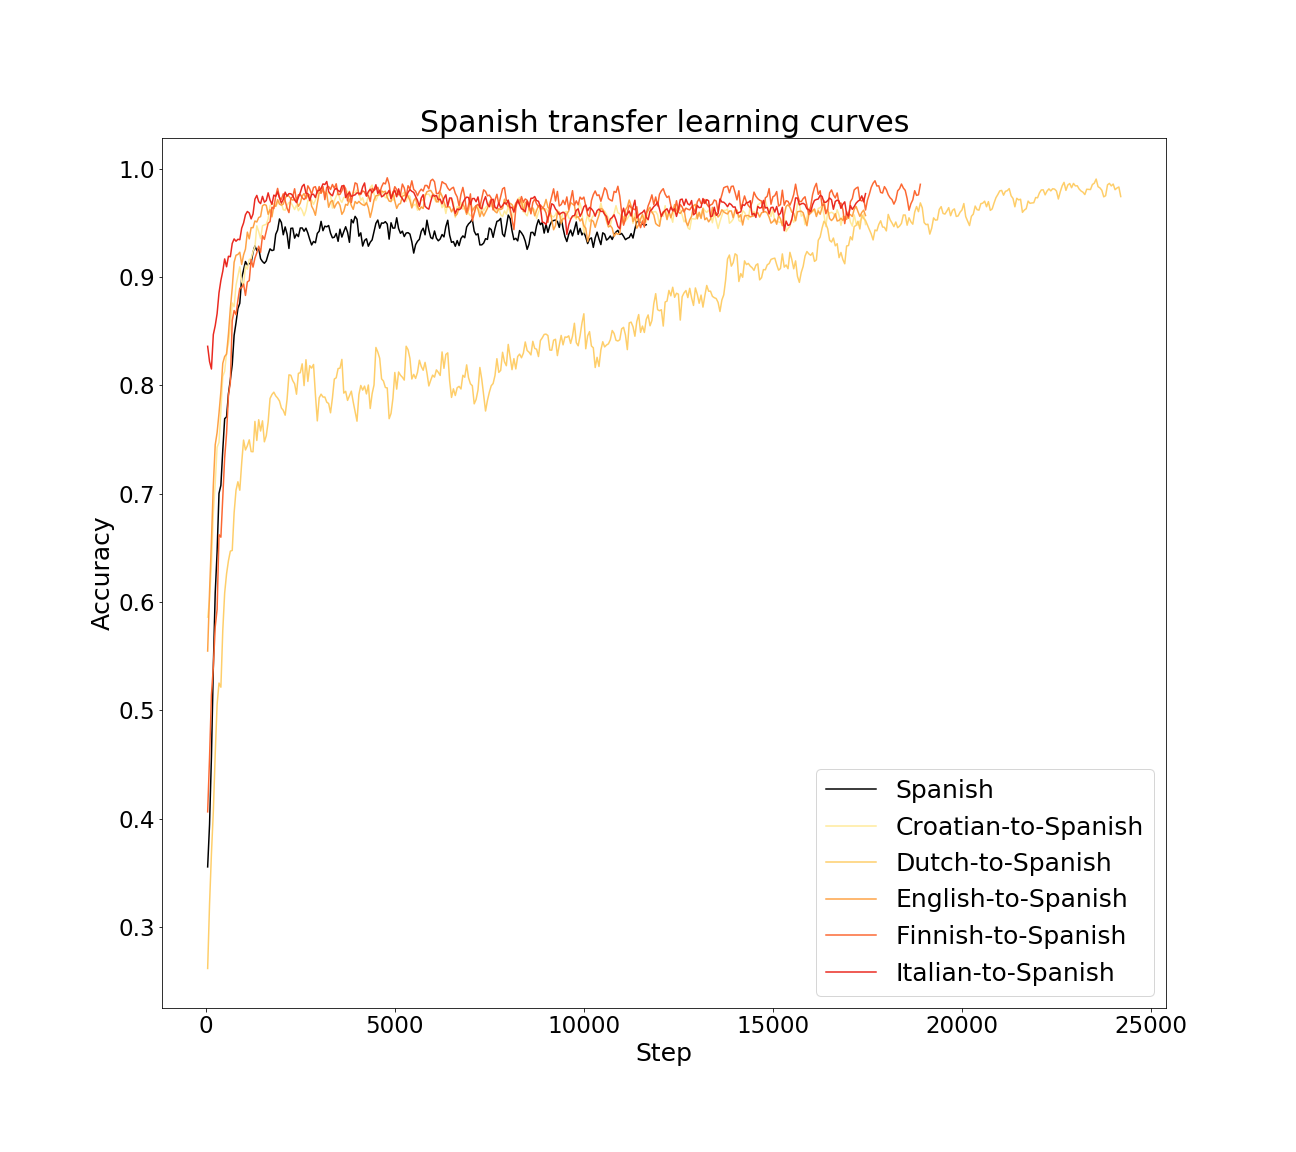 Spanish transfer learning curves
1.0
0.9
0.8
0.7
0.6
0.5
0.4
0.3
Accuracy
Spanish
Croatian-to-Spanish
Dutch-to-Spanish
English-to-Spanish
Finnish-to-Spanish
Italian-to-Spanish
0 5000 10000 15000 20000 25000
Step